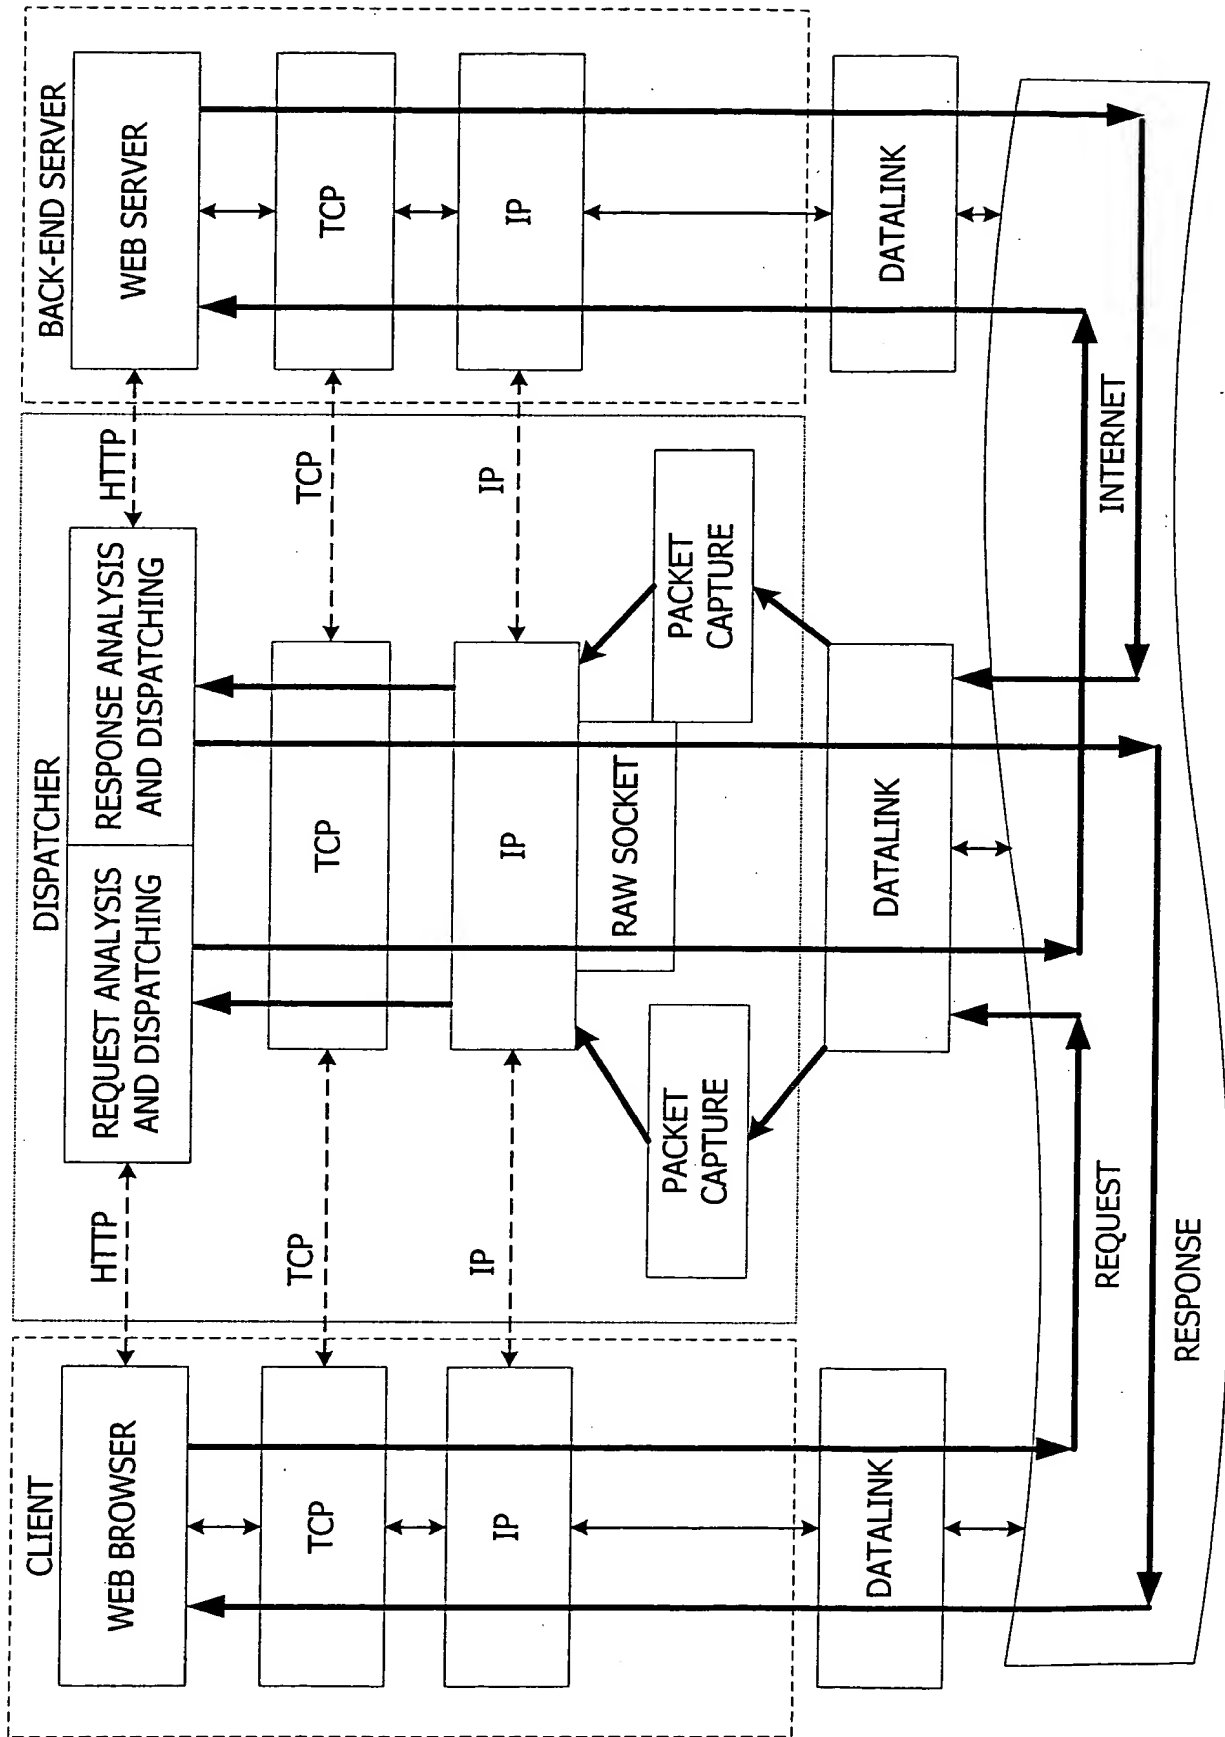 CLIENT
WEB BROWSER
TCP
IP
DATALINK
HTTP
TCP
IP
DISPATCHER
REQUEST ANALYSIS
AND DISPATCHING
RESPONSE ANALYSIS
AND DISPATCHING
TCP
IP
RAW SOCKET
PACKET
CAPTURE
PACKET
CAPTURE
DATALINK
HTTP
TCP
IP
BACK-END SERVER
WEB SERVER
TCP
IP
DATALINK
REQUEST
INTERNET
RESPONSE